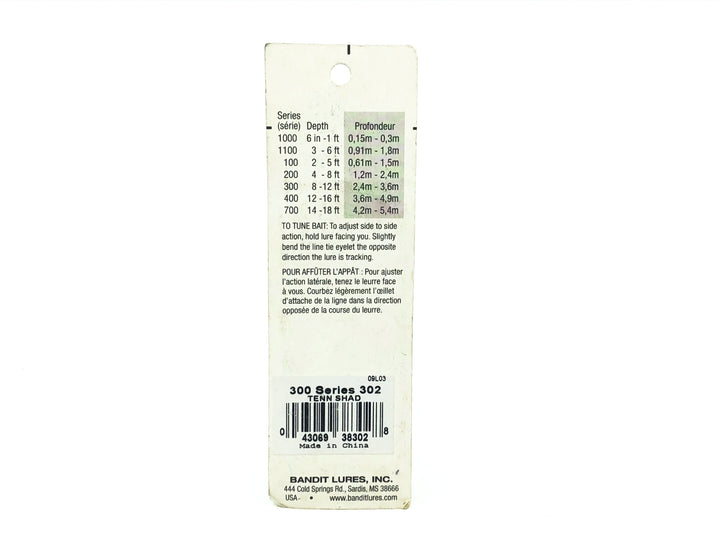 Series
(série) Depth Profondeur
1000 6 in -1 ft 0,15m - 0,3m
1100 3 - 6 ft 0,91m - 1,8m
100 2 - 5 ft 0,61m - 1,5m
200 4 - 8 ft 1,2m - 2,4m
300 8 -12 ft 2,4m - 3,6m
400 12 -16 ft 3,6m - 4,9m
700 14 -18 ft 4,2m - 5,4m
TO TUNE BAIT: To adjust side to side
action, hold lure facing you. Slightly
bend the line tie eyelet the opposite
direction the lure is tracking.
POUR AFFÛTER L'APPÂT : Pour ajuster
l'action latérale, tenez le leurre face
à vous. Courbez légèrement l'œillet
d'attache de la ligne dans la direction
opposée de la course du leurre.
09L03
300 Series 302
TENN SHAD
0 43069 38302 8
Made in China
BANDIT LURES, INC.
444 Cold Springs Rd., Sardis, MS 38666
USA • www.banditlures.com